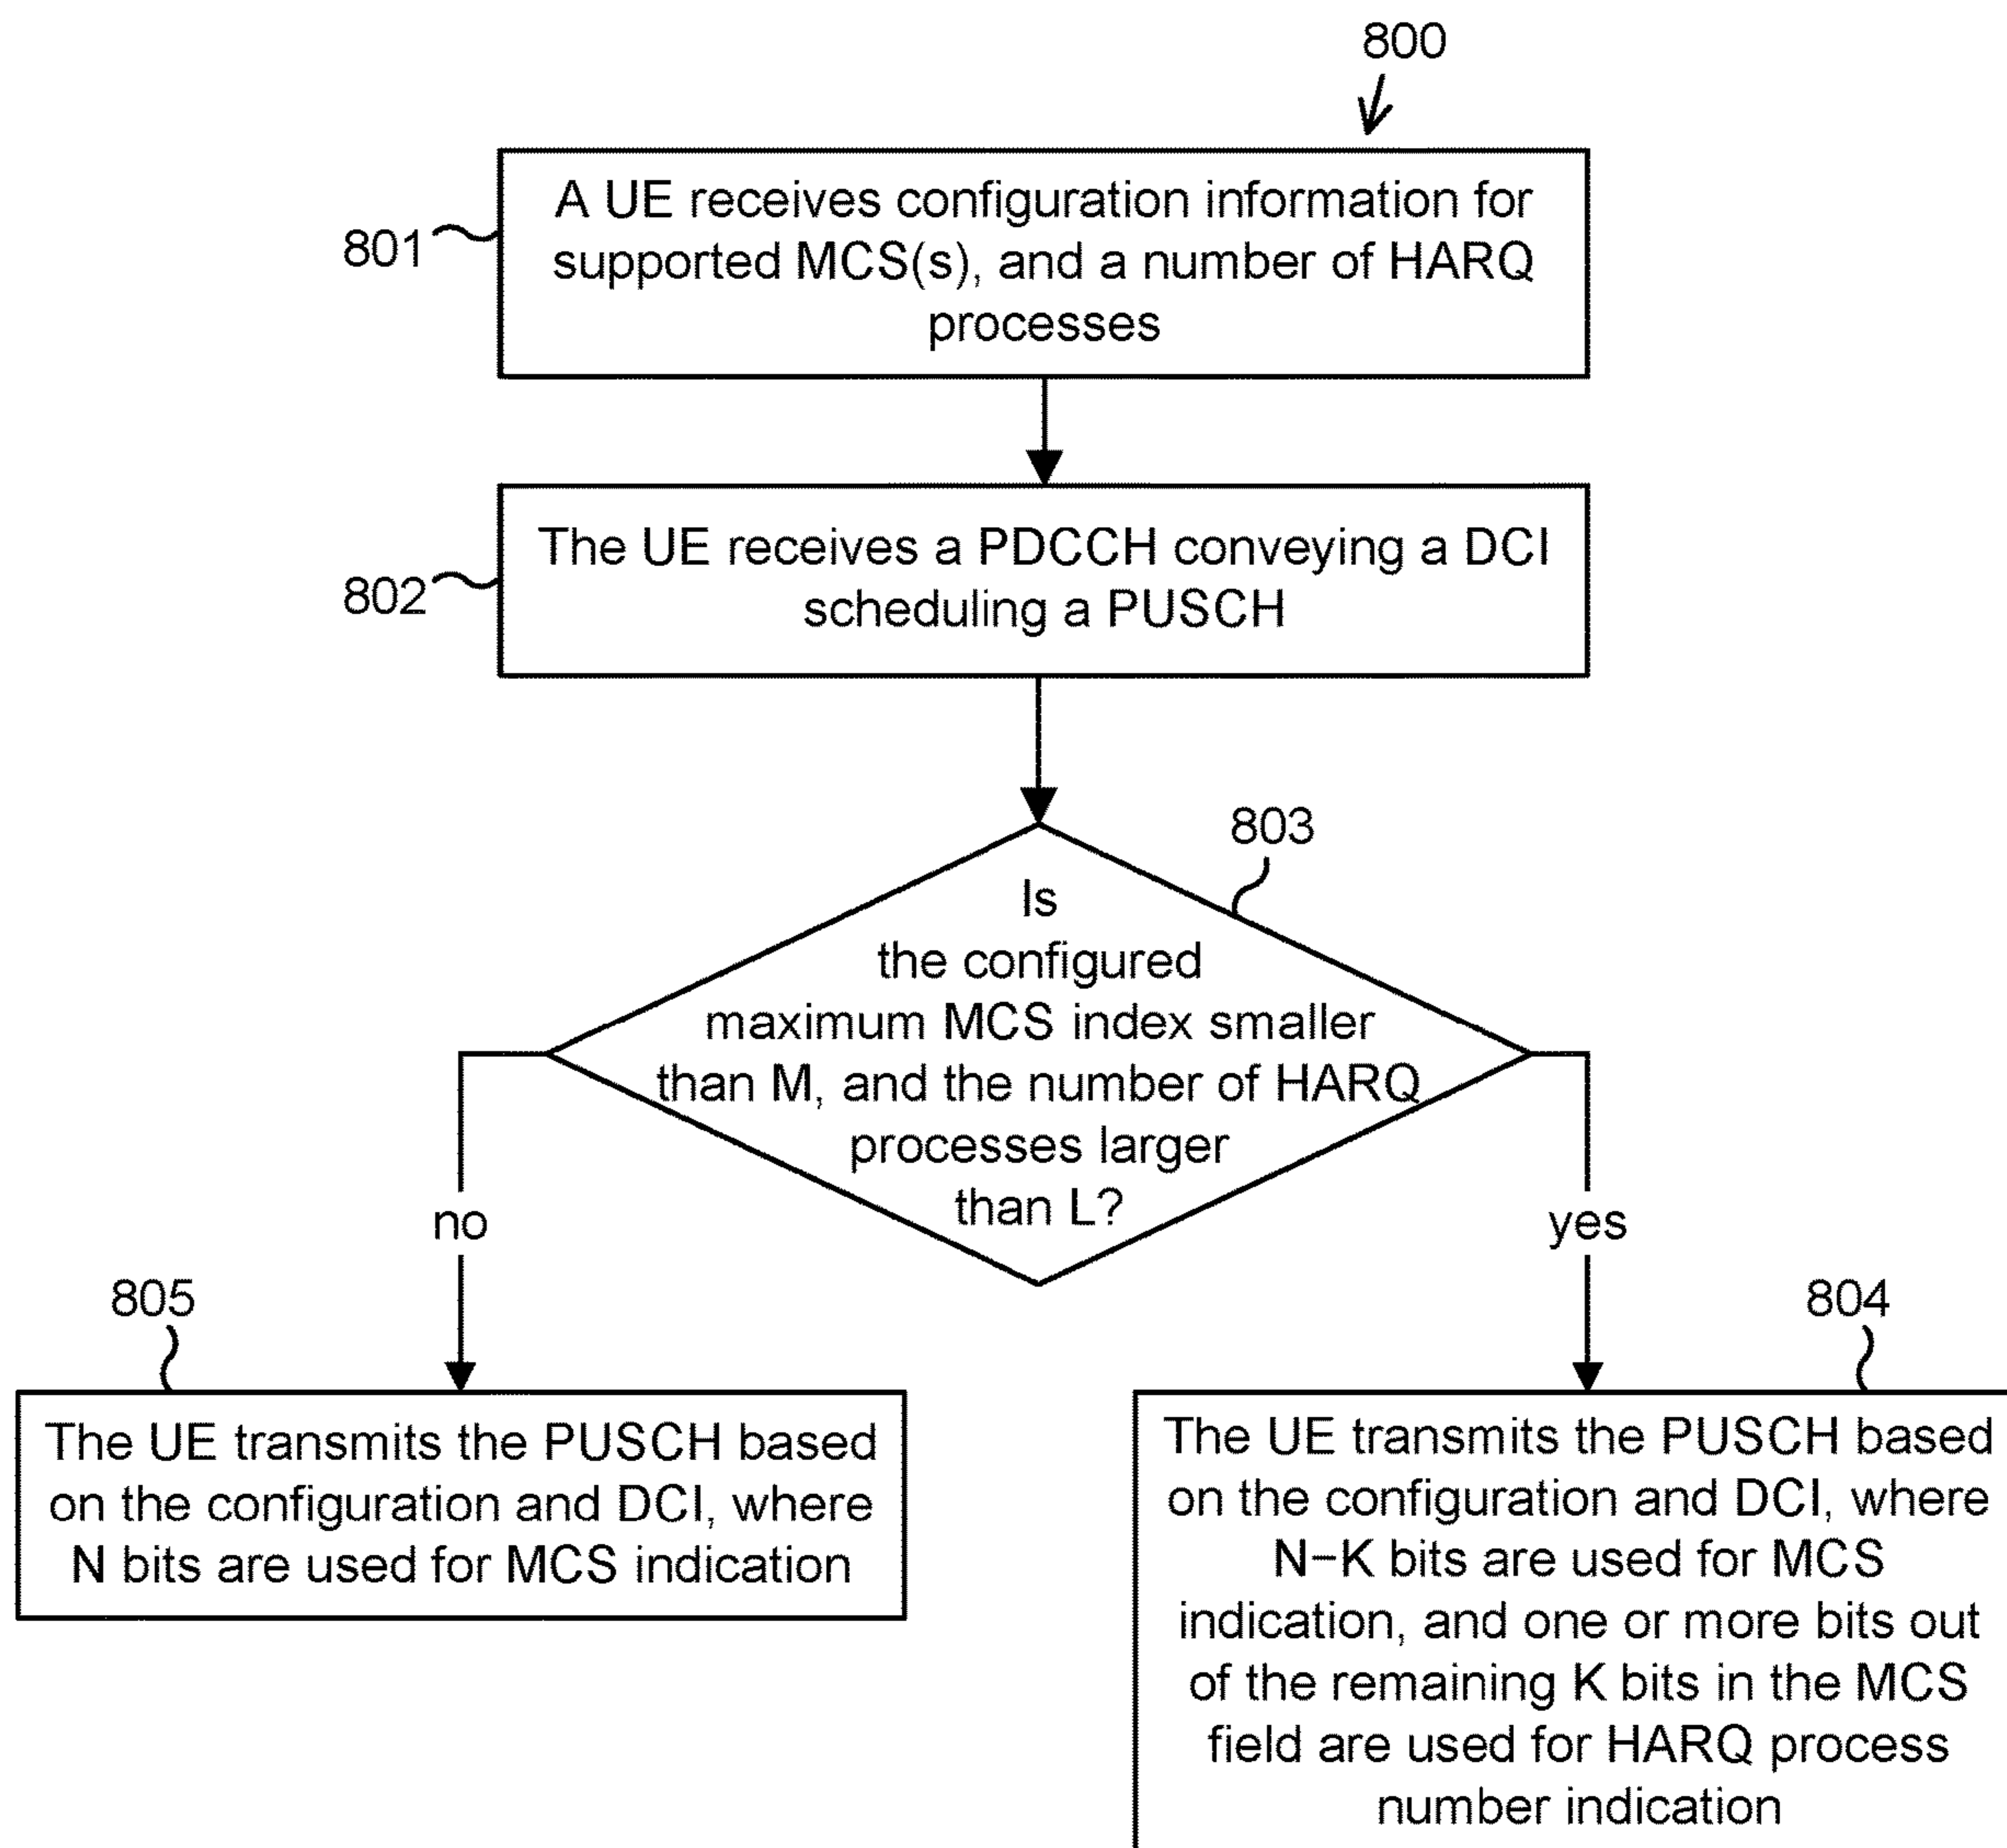 800
801
A UE receives configuration information for
supported MCS(s), and a number of HARQ
processes
802
The UE receives a PDCCH conveying a DCI
scheduling a PUSCH
803
Is
the configured
maximum MCS index smaller
than M, and the number of HARQ
processes larger
than L?
no
yes
805
The UE transmits the PUSCH based
on the configuration and DCI, where
N bits are used for MCS indication
804
The UE transmits the PUSCH based
on the configuration and DCI, where
N−K bits are used for MCS
indication, and one or more bits out
of the remaining K bits in the MCS
field are used for HARQ process
number indication